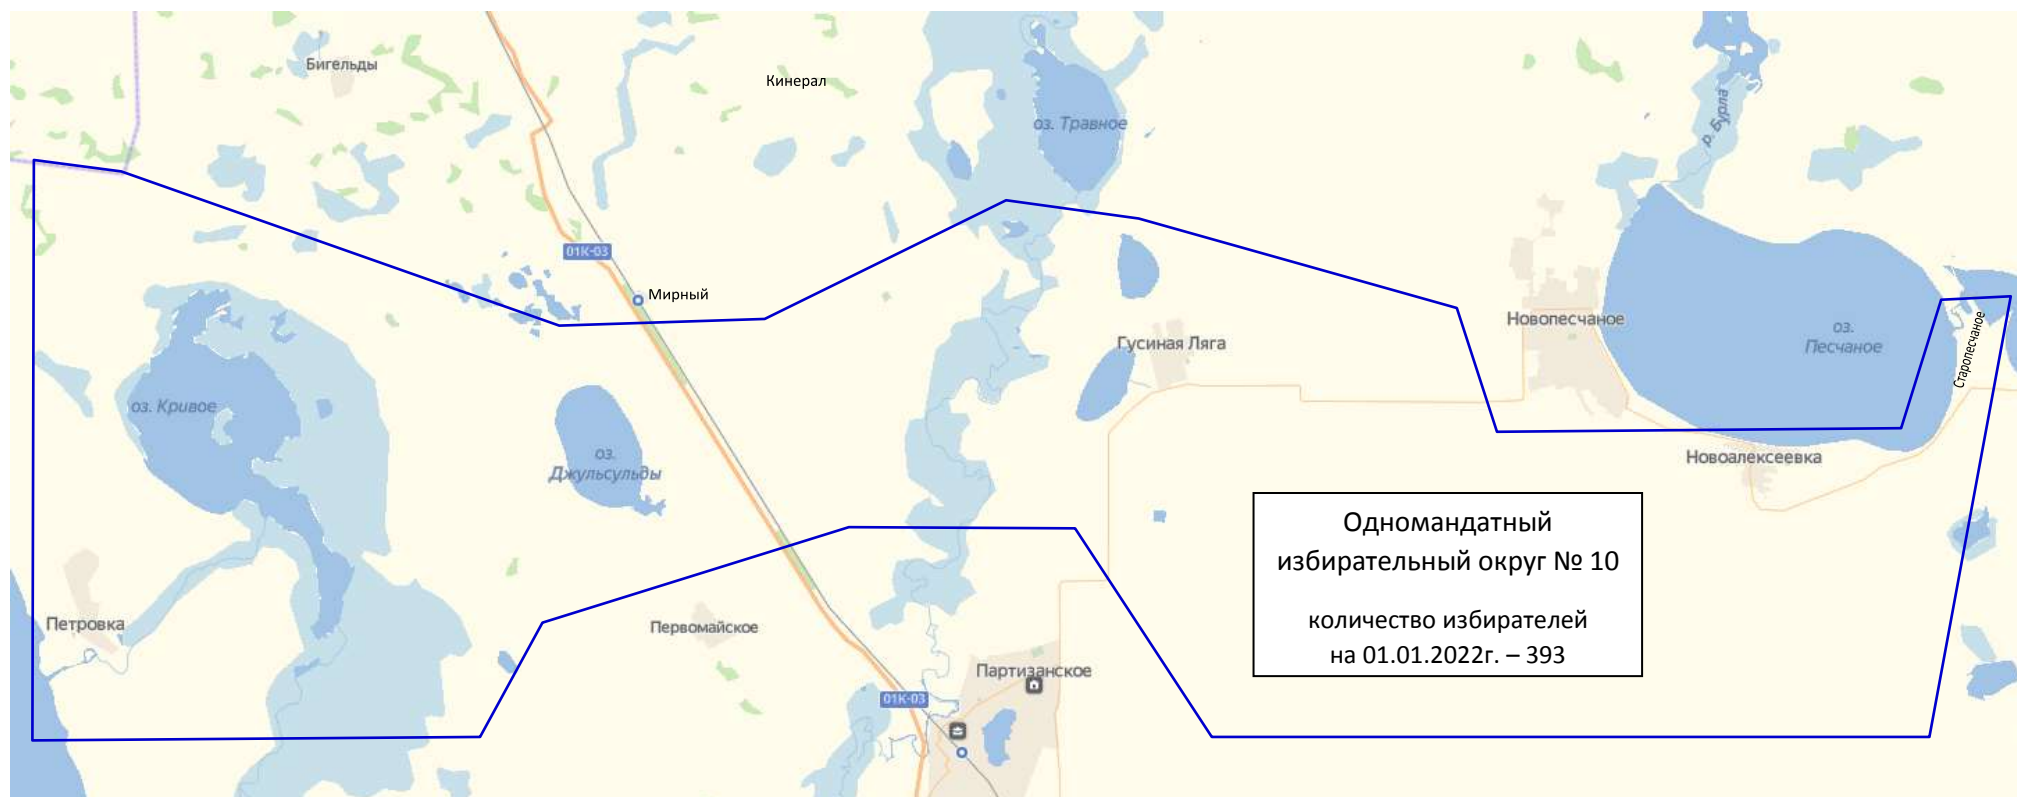 Бигельды
Кинерал
оз. Травное
р. Бурла
01К-03
Мирный
Новопесчаное
оз.
Песчаное
Старопесчаное
Гусиная Ляга
оз. Кривое
оз.
Джульсульды
Новоалексеевка
Одномандатный
избирательный округ № 10
количество избирателей
на 01.01.2022г. – 393
Петровка
Первомайское
Партизанское
01К-03